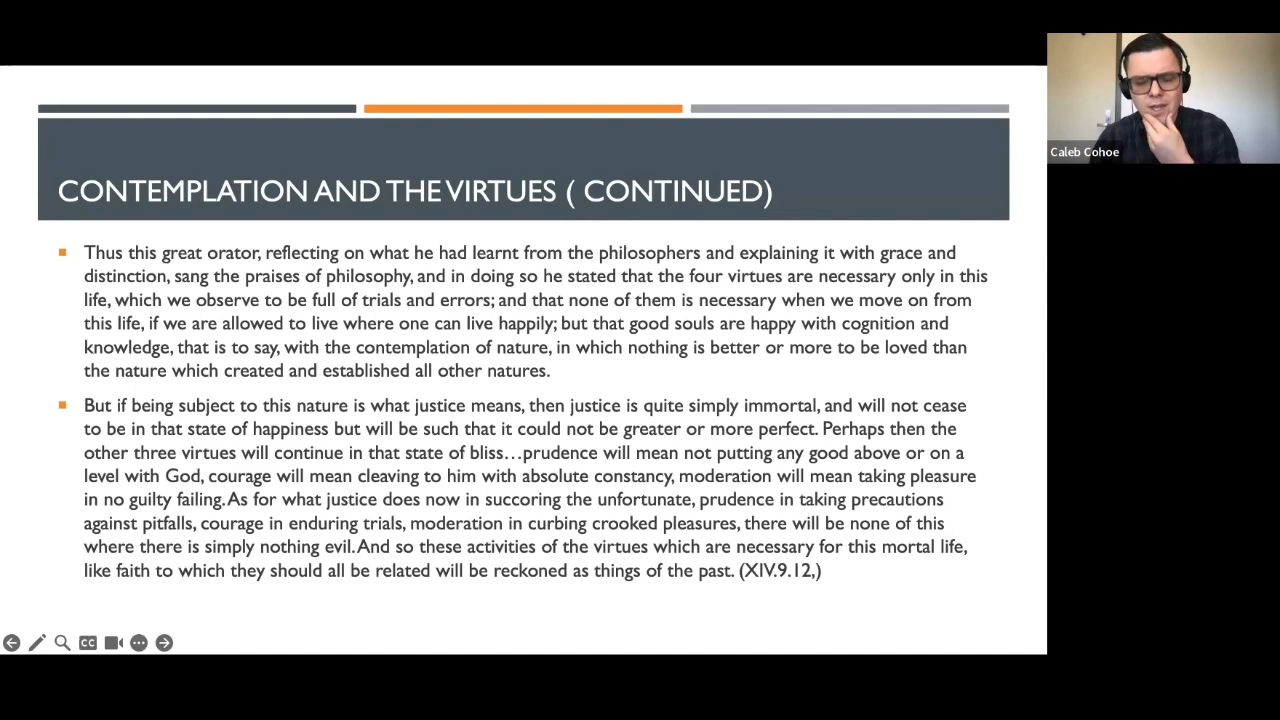 CONTEMPLATION AND THE VIRTUES ( CONTINUED)
Thus this great orator, reflecting on what he had learnt from the philosophers and explaining it with grace and
distinction, sang the praises of philosophy, and in doing so he stated that the four virtues are necessary only in this
life, which we observe to be full of trials and errors; and that none of them is necessary when we move on from
this life, if we are allowed to live where one can live happily; but that good souls are happy with cognition and
knowledge, that is to say, with the contemplation of nature, in which nothing is better or more to be loved than
the nature which created and established all other natures.
But if being subject to this nature is what justice means, then justice is quite simply immortal, and will not cease
to be in that state of happiness but will be such that it could not be greater or more perfect. Perhaps then the
other three virtues will continue in that state of bliss…prudence will mean not putting any good above or on a
level with God, courage will mean cleaving to him with absolute constancy, moderation will mean taking pleasure
in no guilty failing. As for what justice does now in succoring the unfortunate, prudence in taking precautions
against pitfalls, courage in enduring trials, moderation in curbing crooked pleasures, there will be none of this
where there is simply nothing evil. And so these activities of the virtues which are necessary for this mortal life,
like faith to which they should all be related will be reckoned as things of the past. (XIV.9.12,)
CC
Caleb Cohoe